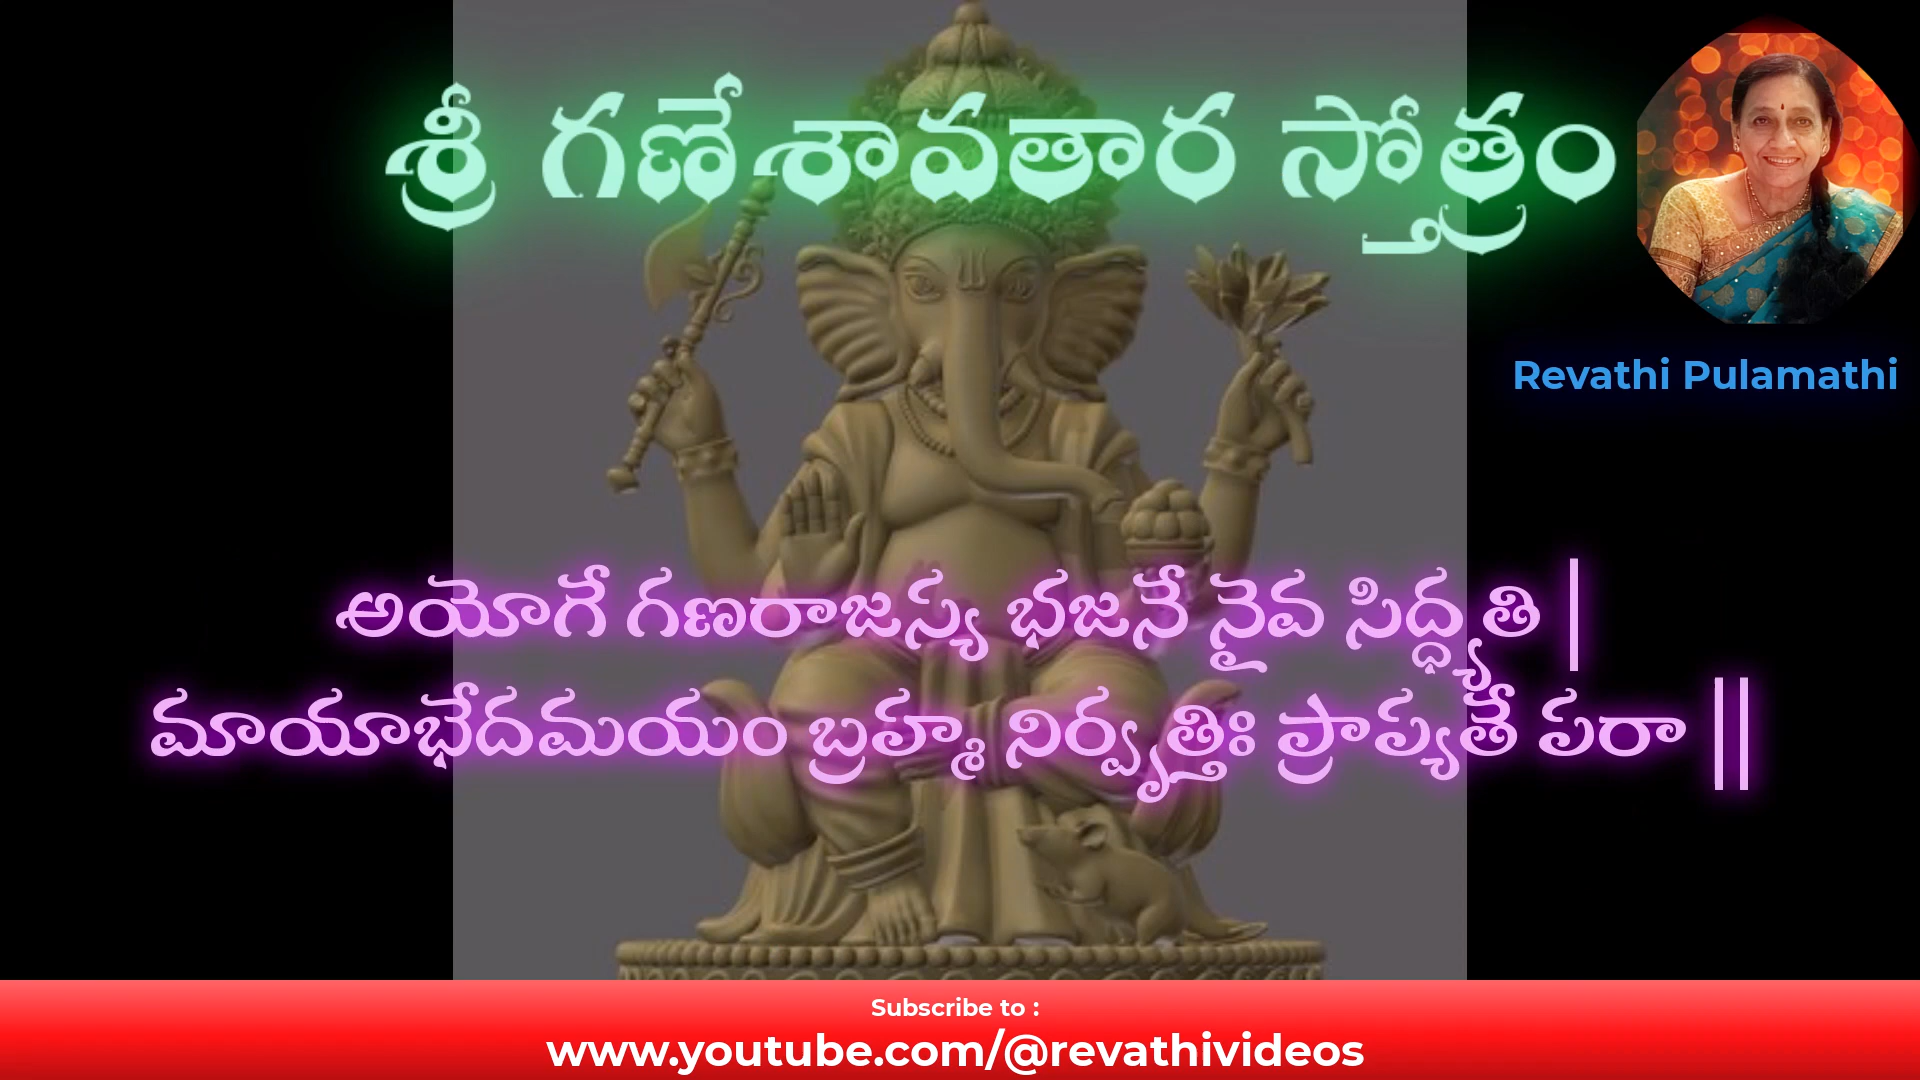 శ్రీ గణేశావతార స్తోత్రం
Revathi Pulamathi
అయోగే గణరాజస్య భజనే నైవ సిద్ధ్యతి |
మాయాభేదమయం బ్రహ్మ నిర్వృత్తిః ప్రాప్యతే పరా ||
Subscribe to :
www.youtube.com/@revathivideos